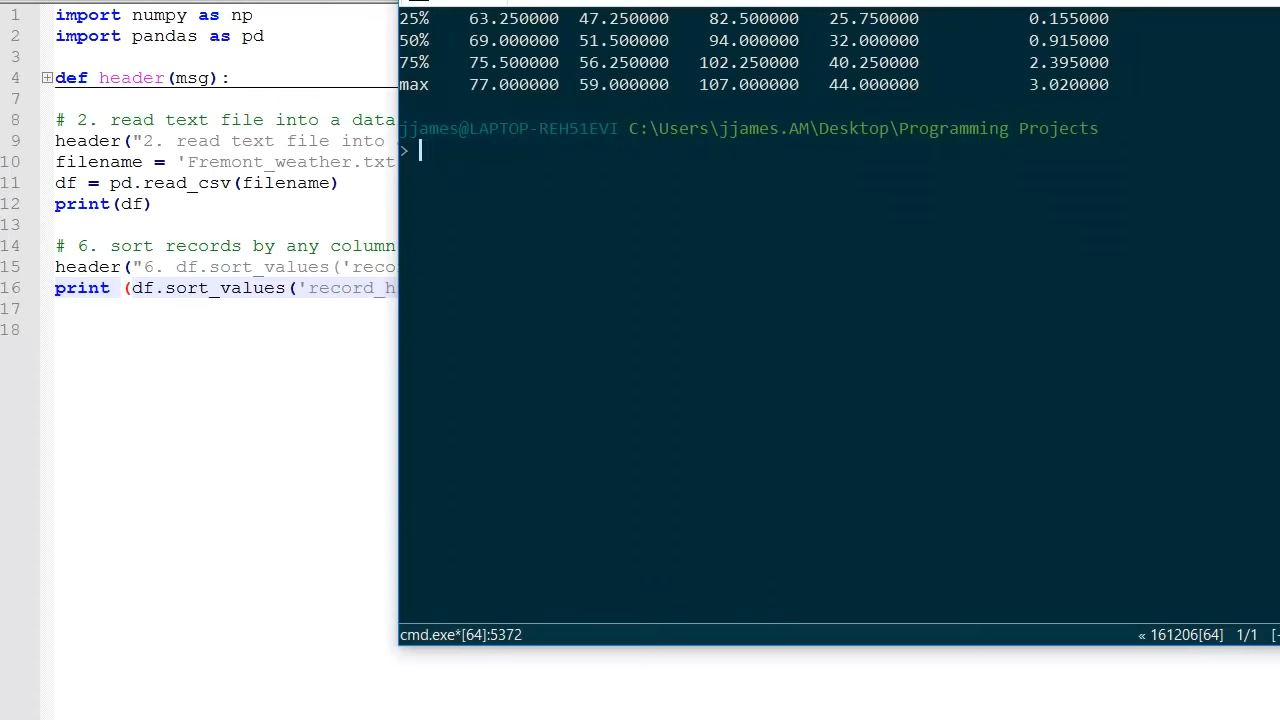 1 import numpy as np
2 import pandas as pd
3
4 def header(msg):
7
8 # 2. read text file into a data
9 header("2. read text file into
10 filename = 'Fremont_weather.txt
11 df = pd.read_csv(filename)
12 print(df)
13
14 # 6. sort records by any column
15 header("6. df.sort_values('reco
16 print (df.sort_values('record_h
17
18
25% 63.250000 47.250000 82.500000 25.750000 0.155000
50% 69.000000 51.500000 94.000000 32.000000 0.915000
75% 75.500000 56.250000 102.250000 40.250000 2.395000
max 77.000000 59.000000 107.000000 44.000000 3.020000
jjames@LAPTOP-REH51EVI C:\Users\jjames.AM\Desktop\Programming Projects
>
cmd.exe*[64]:5372 « 161206[64] 1/1 [-